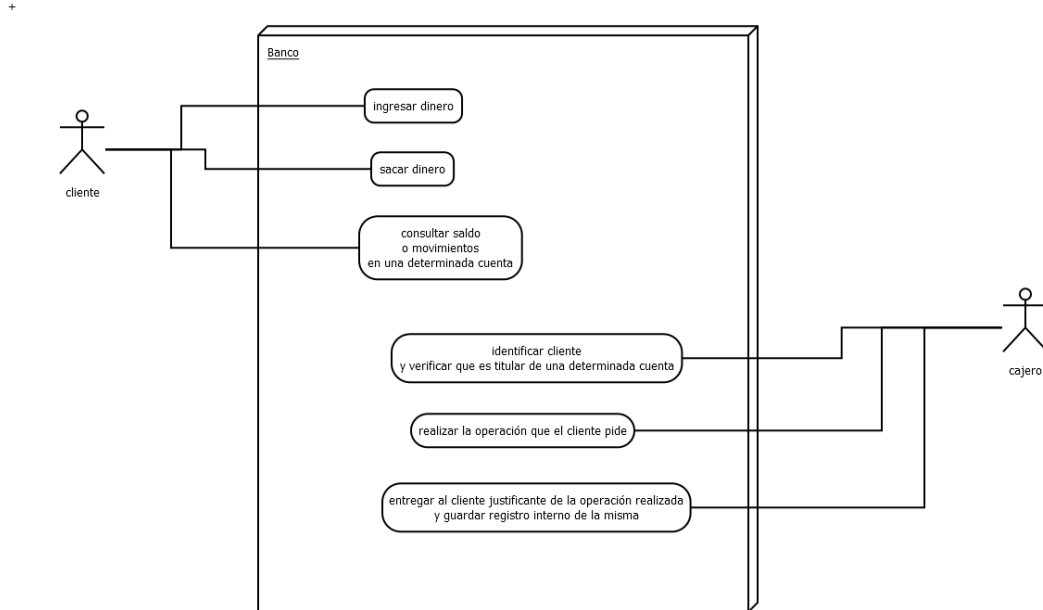 +
Banco
ingresar dinero
sacar dinero
cliente
consultar saldo
o movimientos
en una determinada cuenta
identificar cliente
y verificar que es titular de una determinada cuenta
cajero
realizar la operación que el cliente pide
entregar al cliente justificante de la operación realizada
y guardar registro interno de la misma